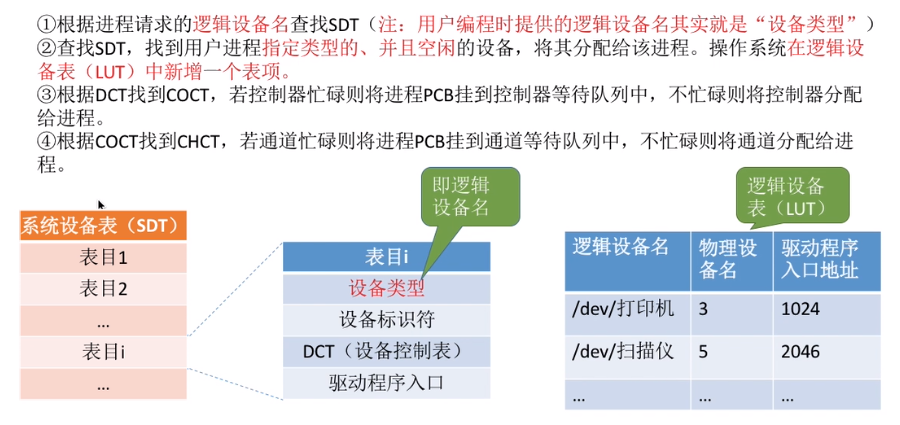 ①根据进程请求的逻辑设备名查找SDT（注：用户编程时提供的逻辑设备名其实就是“设备类型”）
②查找SDT，找到用户进程指定类型的、并且空闲的设备，将其分配给该进程。操作系统在逻辑设
备表（LUT）中新增一个表项。
③根据DCT找到COCT，若控制器忙碌则将进程PCB挂到控制器等待队列中，不忙碌则将控制器分配
给进程。
④根据COCT找到CHCT，若通道忙碌则将进程PCB挂到通道等待队列中，不忙碌则将通道分配给进
程。
系统设备表（SDT）
表目1
表目2
...
表目i
...
即逻辑
设备名
表目i
设备类型
设备标识符
DCT（设备控制表）
驱动程序入口
逻辑设备
表（LUT）
逻辑设备名 物理设 驱动程序
备名 入口地址
/dev/打印机 3 1024
/dev/扫描仪 5 2046
... ... ...